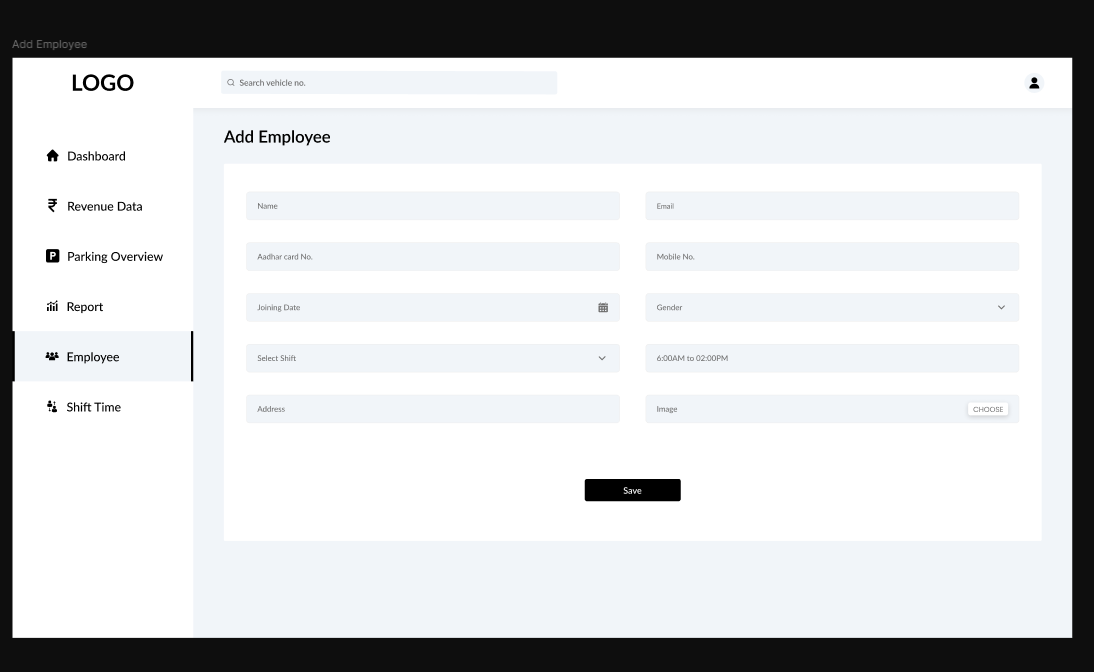 Add Employee
LOGO
Search vehicle no.
Add Employee
Dashboard
Revenue Data
Parking Overview
Report
Employee
Shift Time
Name
Email
Aadhar card No.
Mobile No.
Joining Date
Gender
Select Shift
6:00AM to 02:00PM
Address
Image
CHOOSE
Save